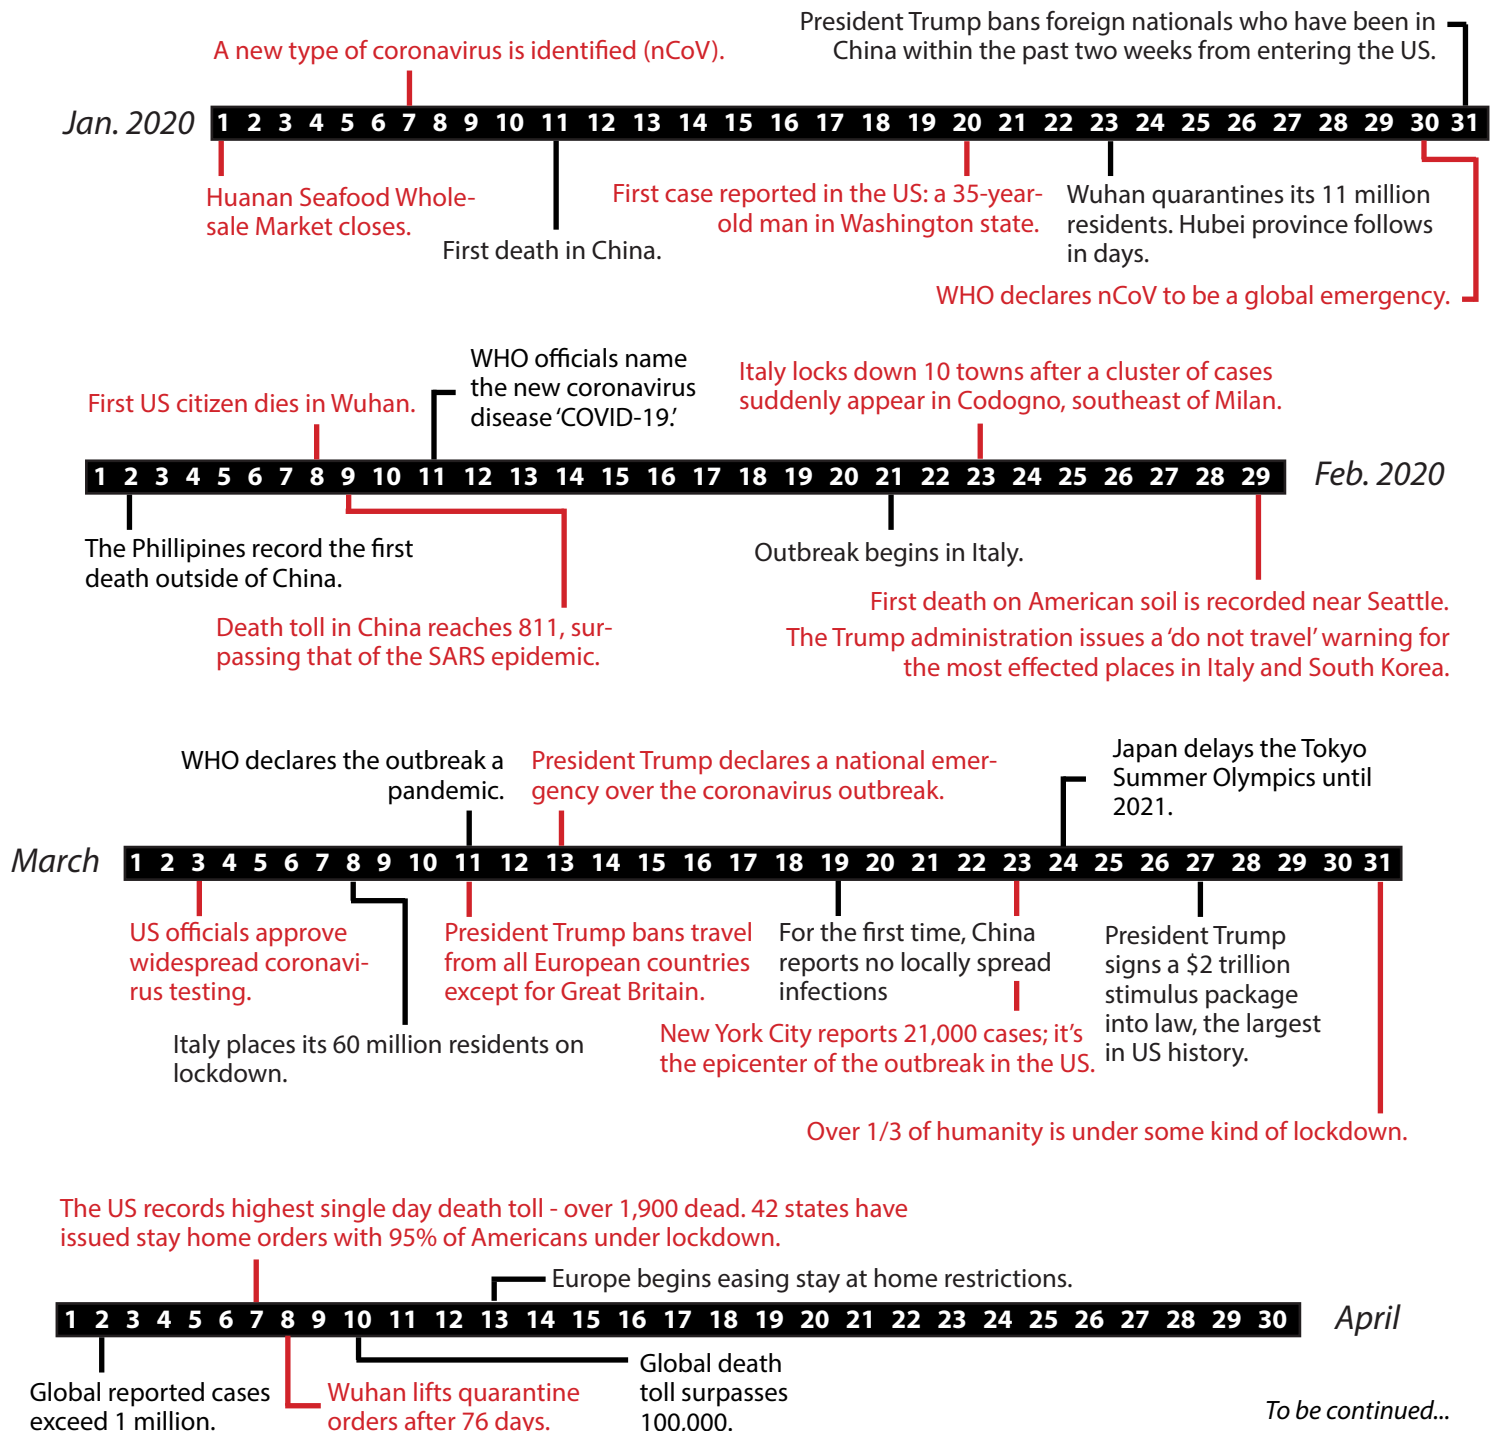 President Trump bans foreign nationals who have been in
China within the past two weeks from entering the US.
A new type of coronavirus is identified (nCoV).
Jan. 2020
1 2 3 4 5 6 7 8 9 10 11 12 13 14 15 16 17 18 19 20 21 22 23 24 25 26 27 28 29 30 31
Huanan Seafood Whole-
sale Market closes.
First death in China.
First case reported in the US: a 35-year-
old man in Washington state.
Wuhan quarantines its 11 million
residents. Hubei province follows
in days.
WHO declares nCoV to be a global emergency.
First US citizen dies in Wuhan.
WHO officials name
the new coronavirus
disease ‘COVID-19.’
Italy locks down 10 towns after a cluster of cases
suddenly appear in Codogno, southeast of Milan.
1 2 3 4 5 6 7 8 9 10 11 12 13 14 15 16 17 18 19 20 21 22 23 24 25 26 27 28 29
Feb. 2020
The Phillipines record the first
death outside of China.
Death toll in China reaches 811, sur-
passing that of the SARS epidemic.
Outbreak begins in Italy.
First death on American soil is recorded near Seattle.
The Trump administration issues a ‘do not travel’ warning for
the most effected places in Italy and South Korea.
WHO declares the outbreak a
pandemic.
President Trump declares a national emer-
gency over the coronavirus outbreak.
Japan delays the Tokyo
Summer Olympics until
2021.
March
1 2 3 4 5 6 7 8 9 10 11 12 13 14 15 16 17 18 19 20 21 22 23 24 25 26 27 28 29 30 31
US officials approve
widespread coronavi-
rus testing.
Italy places its 60 million residents on
lockdown.
President Trump bans travel
from all European countries
except for Great Britain.
For the first time, China
reports no locally spread
infections
New York City reports 21,000 cases; it’s
the epicenter of the outbreak in the US.
President Trump
signs a $2 trillion
stimulus package
into law, the largest
in US history.
Over 1/3 of humanity is under some kind of lockdown.
The US records highest single day death toll - over 1,900 dead. 42 states have
issued stay home orders with 95% of Americans under lockdown.
Europe begins easing stay at home restrictions.
1 2 3 4 5 6 7 8 9 10 11 12 13 14 15 16 17 18 19 20 21 22 23 24 25 26 27 28 29 30
April
Global reported cases
exceed 1 million.
Wuhan lifts quarantine
orders after 76 days.
Global death
toll surpasses
100,000.
To be continued...